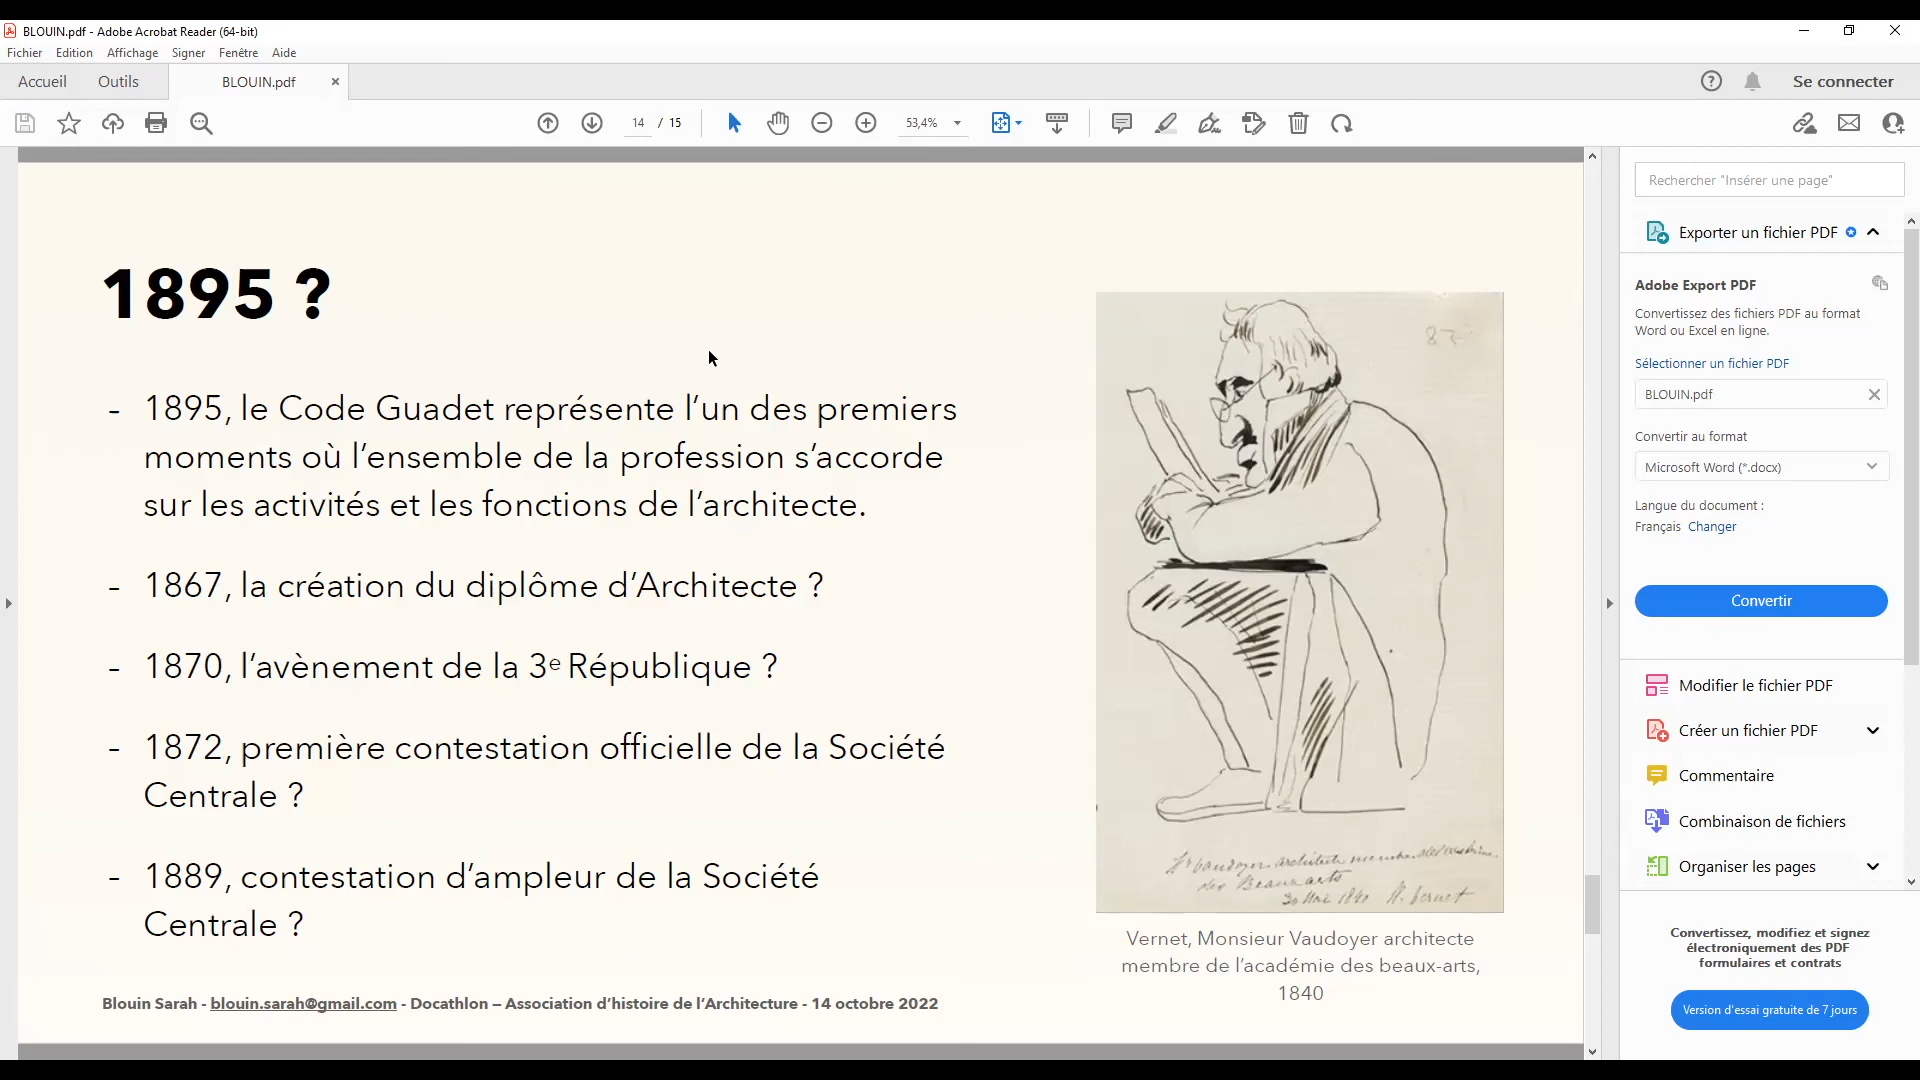 BLOUIN.pdf - Adobe Acrobat Reader (64-bit)
Fichier Edition Affichage Signer Fenêtre Aide
Accueil Outils BLOUIN.pdf Se connecter
14 / 15 53,4%
Rechercher "Insérer une page"
Exporter un fichier PDF
Adobe Export PDF
Convertissez des fichiers PDF au format
Word ou Excel en ligne.
Sélectionner un fichier PDF
BLOUIN.pdf
Convertir au format
Microsoft Word (*.docx)
Langue du document :
Français Changer
Convertir
Modifier le fichier PDF
Créer un fichier PDF
Commentaire
Combinaison de fichiers
Organiser les pages
Convertissez, modifiez et signez
électroniquement des PDF
formulaires et contrats
Version d'essai gratuite de 7 jours
1895 ?
- 1895, le Code Guadet représente l'un des premiers
moments où l'ensemble de la profession s'accorde
sur les activités et les fonctions de l'architecte.
- 1867, la création du diplôme d'Architecte ?
- 1870, l'avènement de la 3e République ?
- 1872, première contestation officielle de la Société
Centrale ?
- 1889, contestation d'ampleur de la Société
Centrale ?
des Beaux arts
30 Mai 1840 H. Vernet
Vernet, Monsieur Vaudoyer architecte
membre de l'académie des beaux-arts,
1840
Blouin Sarah - blouin.sarah@gmail.com - Docathlon – Association d'histoire de l'Architecture - 14 octobre 2022